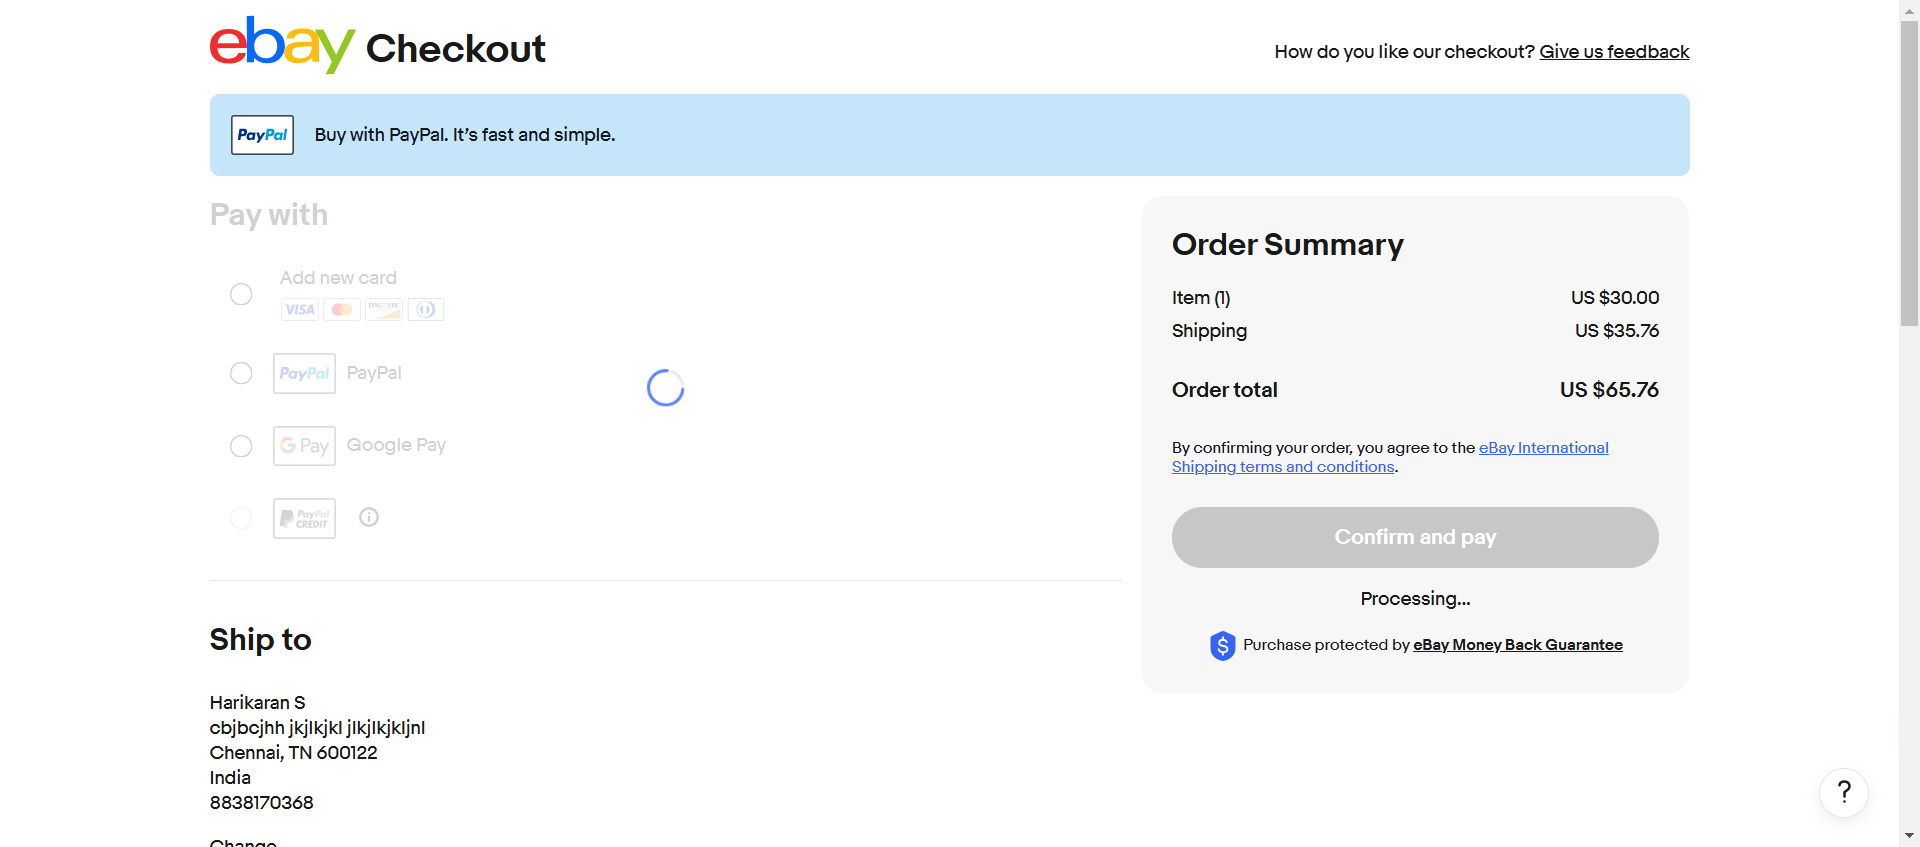 ebay Checkout
How do you like our checkout? Give us feedback
PayPal Buy with PayPal. It's fast and simple.
Pay with
Add new card
VISA DISCOVER
PayPal PayPal
G Pay Google Pay
PayPal CREDIT
Ship to
Harikaran S
cbjbcjhh jkjlkjkl jlkjlkjkljnl
Chennai, TN 600122
India
8838170368
Change
Order Summary
Item (1) US $30.00
Shipping US $35.76
Order total US $65.76
By confirming your order, you agree to the eBay International
Shipping terms and conditions.
Confirm and pay
Processing...
$ Purchase protected by eBay Money Back Guarantee
?